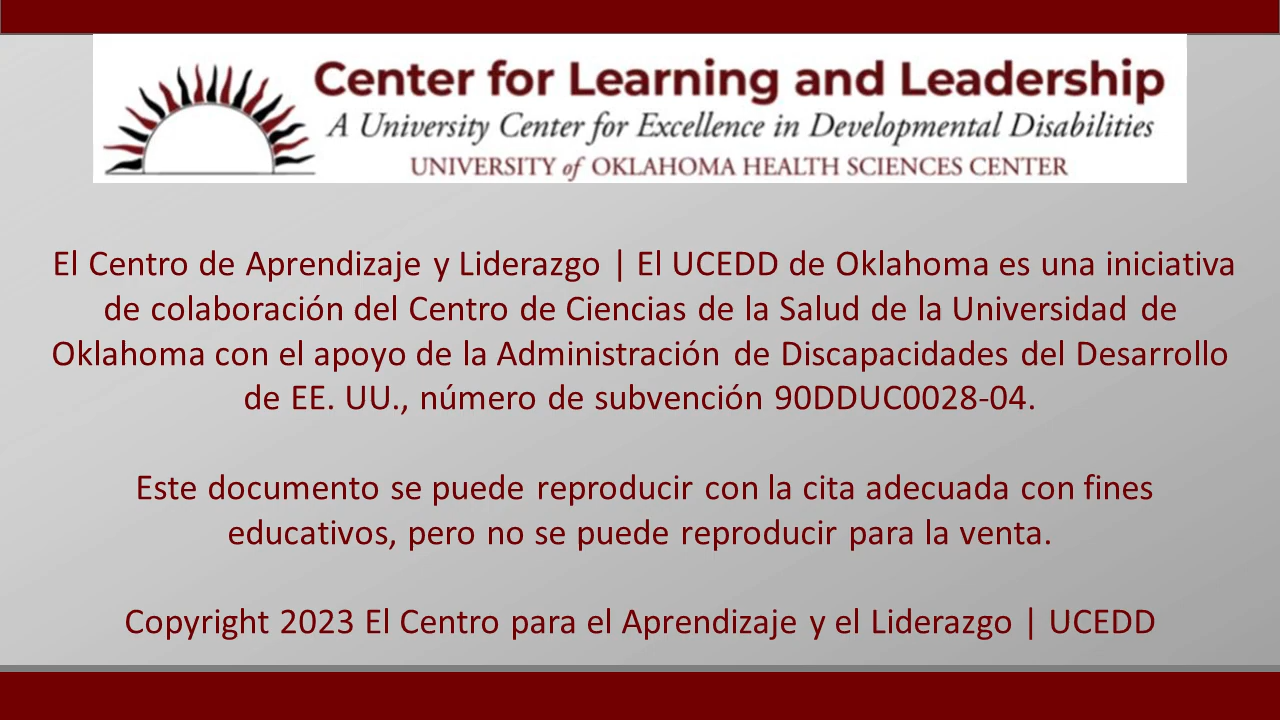 Center for Learning and Leadership
A University Center for Excellence in Developmental Disabilities
UNIVERSITY of OKLAHOMA HEALTH SCIENCES CENTER
El Centro de Aprendizaje y Liderazgo | El UCEDD de Oklahoma es una iniciativa
de colaboración del Centro de Ciencias de la Salud de la Universidad de
Oklahoma con el apoyo de la Administración de Discapacidades del Desarrollo
de EE. UU., número de subvención 90DDUC0028-04.
Este documento se puede reproducir con la cita adecuada con fines
educativos, pero no se puede reproducir para la venta.
Copyright 2023 El Centro para el Aprendizaje y el Liderazgo | UCEDD